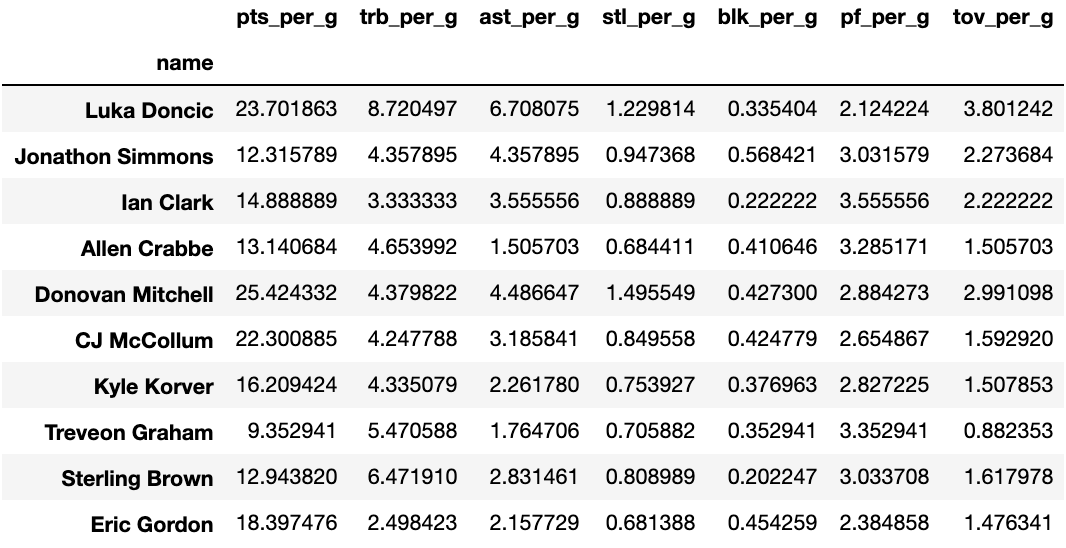 pts_per_g trb_per_g ast_per_g stl_per_g blk_per_g pf_per_g tov_per_g
name
Luka Doncic 23.701863 8.720497 6.708075 1.229814 0.335404 2.124224 3.801242
Jonathon Simmons 12.315789 4.357895 4.357895 0.947368 0.568421 3.031579 2.273684
Ian Clark 14.888889 3.333333 3.555556 0.888889 0.222222 3.555556 2.222222
Allen Crabbe 13.140684 4.653992 1.505703 0.684411 0.410646 3.285171 1.505703
Donovan Mitchell 25.424332 4.379822 4.486647 1.495549 0.427300 2.884273 2.991098
CJ McCollum 22.300885 4.247788 3.185841 0.849558 0.424779 2.654867 1.592920
Kyle Korver 16.209424 4.335079 2.261780 0.753927 0.376963 2.827225 1.507853
Treveon Graham 9.352941 5.470588 1.764706 0.705882 0.352941 3.352941 0.882353
Sterling Brown 12.943820 6.471910 2.831461 0.808989 0.202247 3.033708 1.617978
Eric Gordon 18.397476 2.498423 2.157729 0.681388 0.454259 2.384858 1.476341